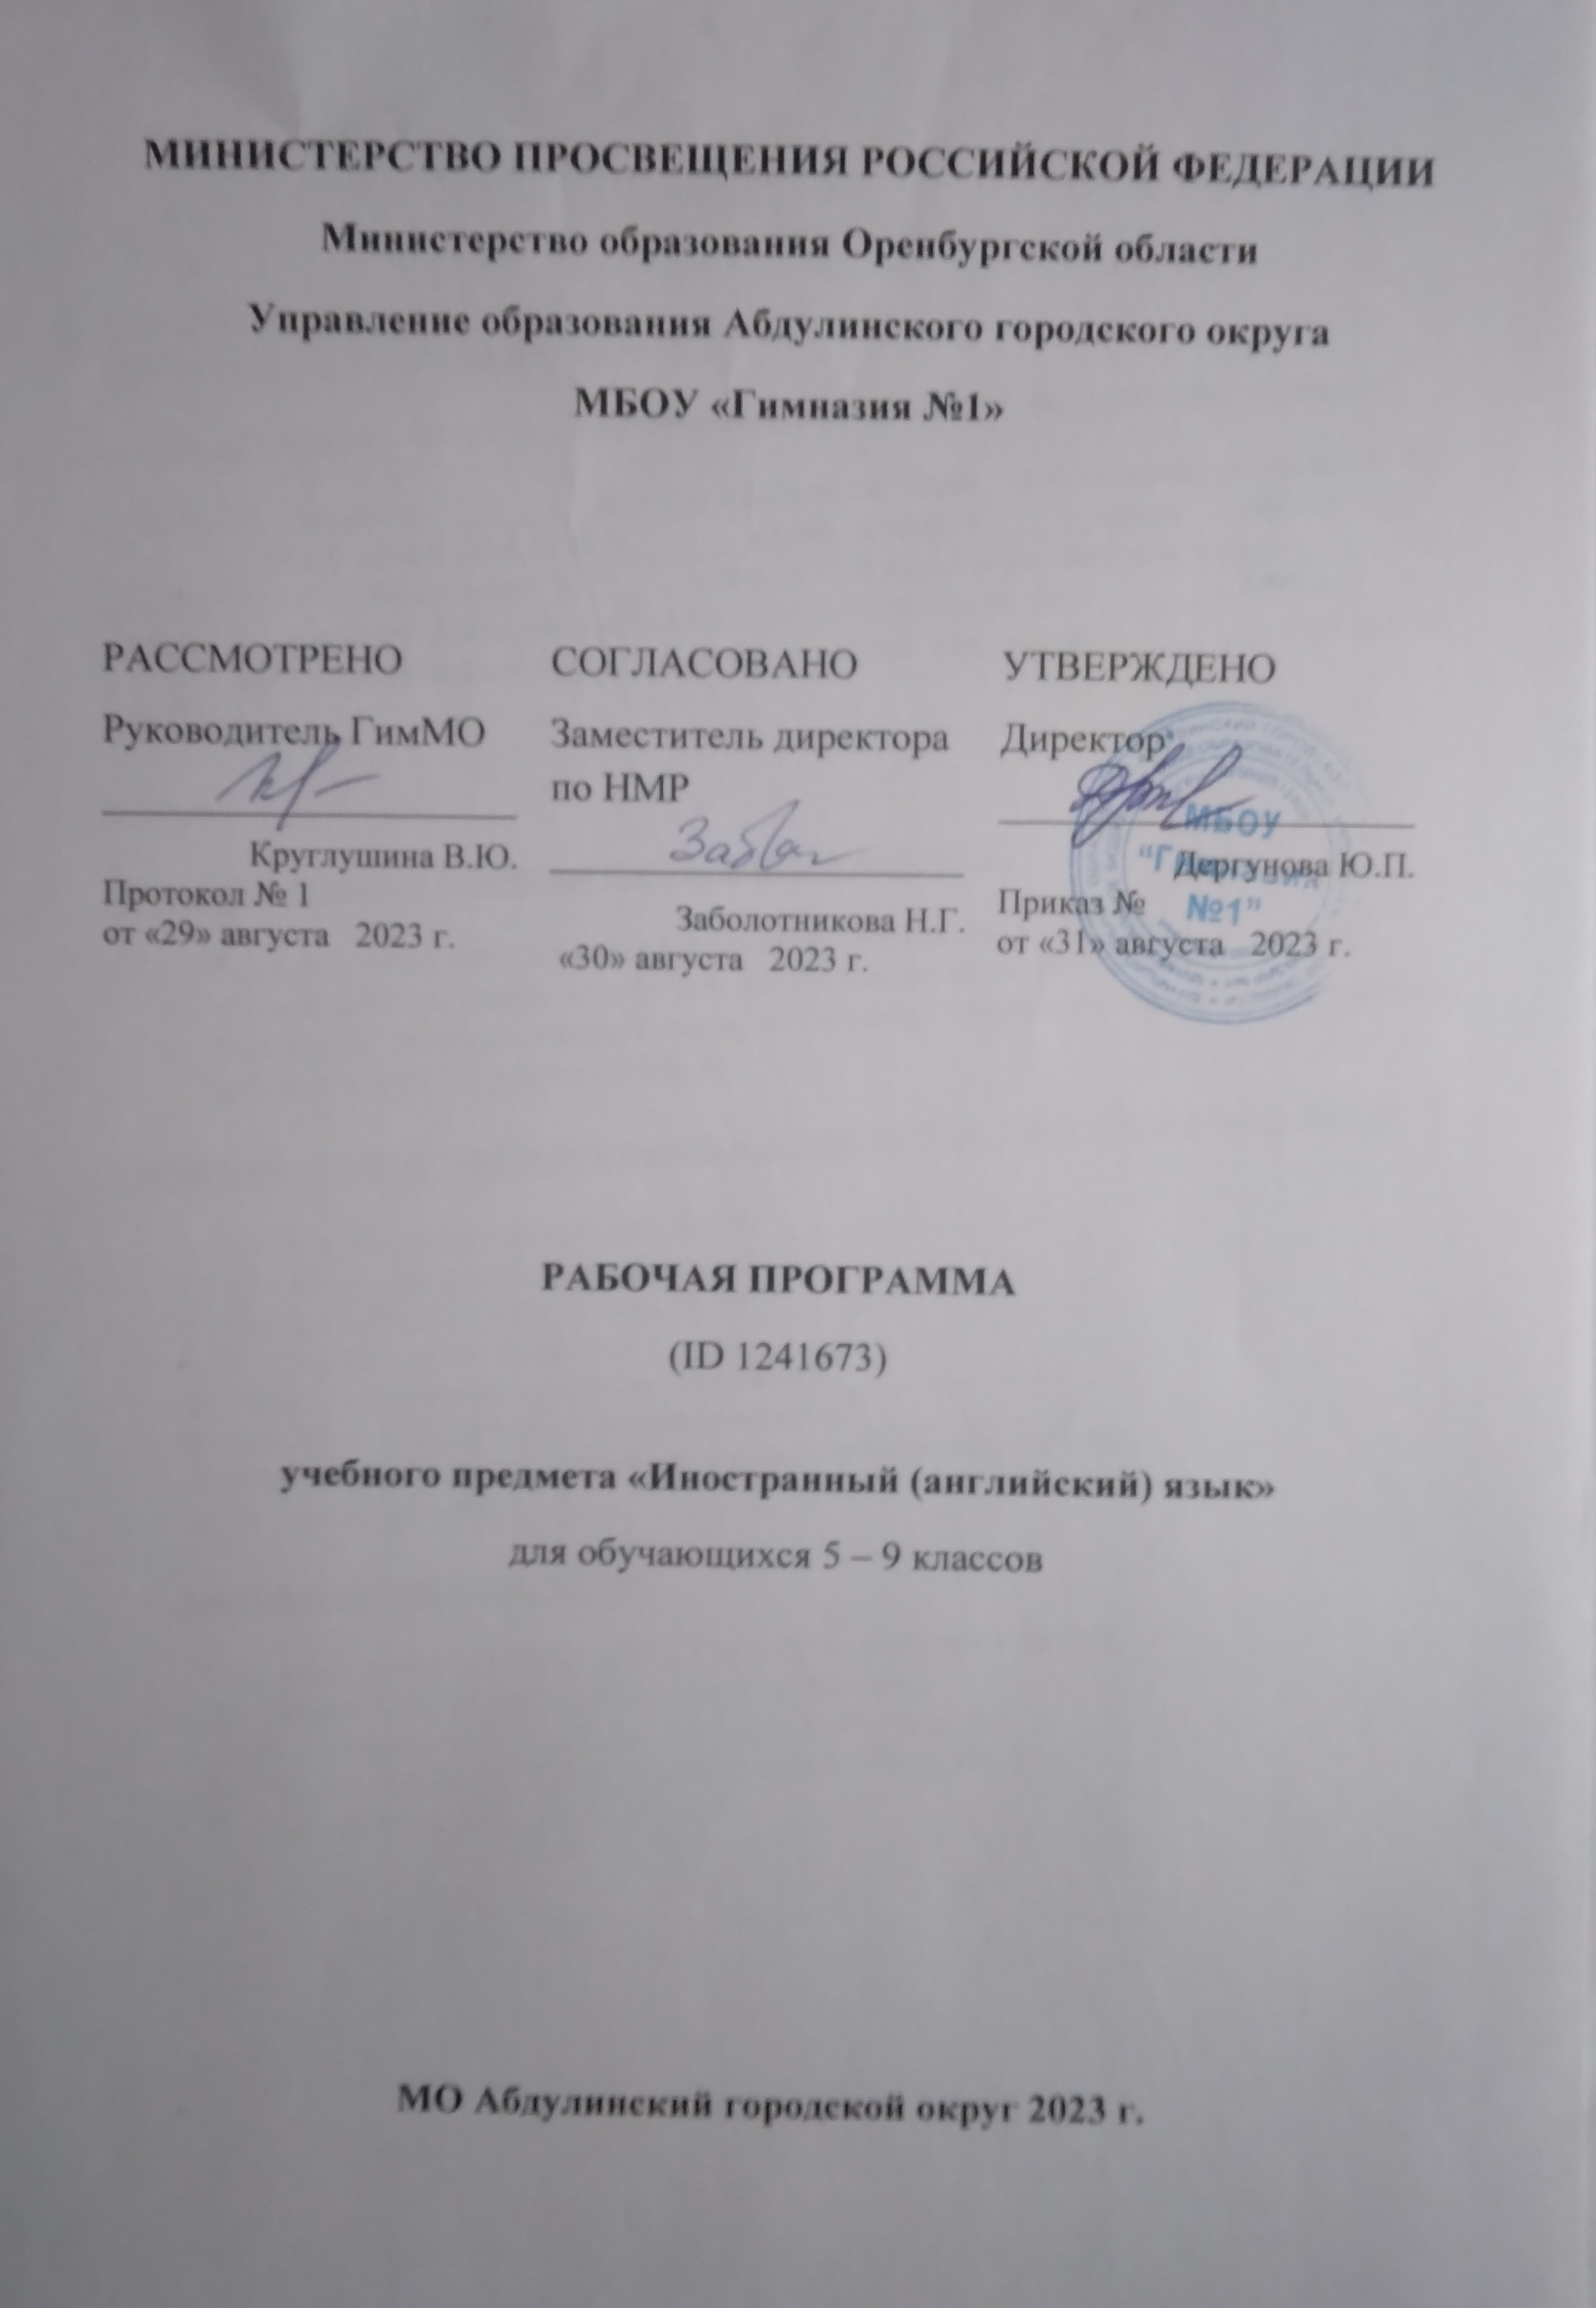 МИНИСТЕРСТВО ПРОСВЕЩЕНИЯ РОССИЙСКОЙ ФЕДЕРАЦИИ
Министерство образования Оренбургской области
Управление образования Абдулинского городского округа
МБОУ «Гимназия №1»
РАССМОТРЕНО
Руководитель ГимМО
Круглушина В.Ю.
Протокол № 1
от «29» августа 2023 г.
СОГЛАСОВАНО
Заместитель директора
по НМР
Забол
Заболотникова Н.Г.
«30» августа 2023 г.
УТВЕРЖДЕНО
Директор
Дергунова Ю.П.
Приказ №
от «31» августа 2023 г.
МБОУ
"Гимназия
№1"
РАБОЧАЯ ПРОГРАММА
(ID 1241673)
учебного предмета «Иностранный (английский) язык»
для обучающихся 5 – 9 классов
МО Абдулинский городской округ 2023 г.